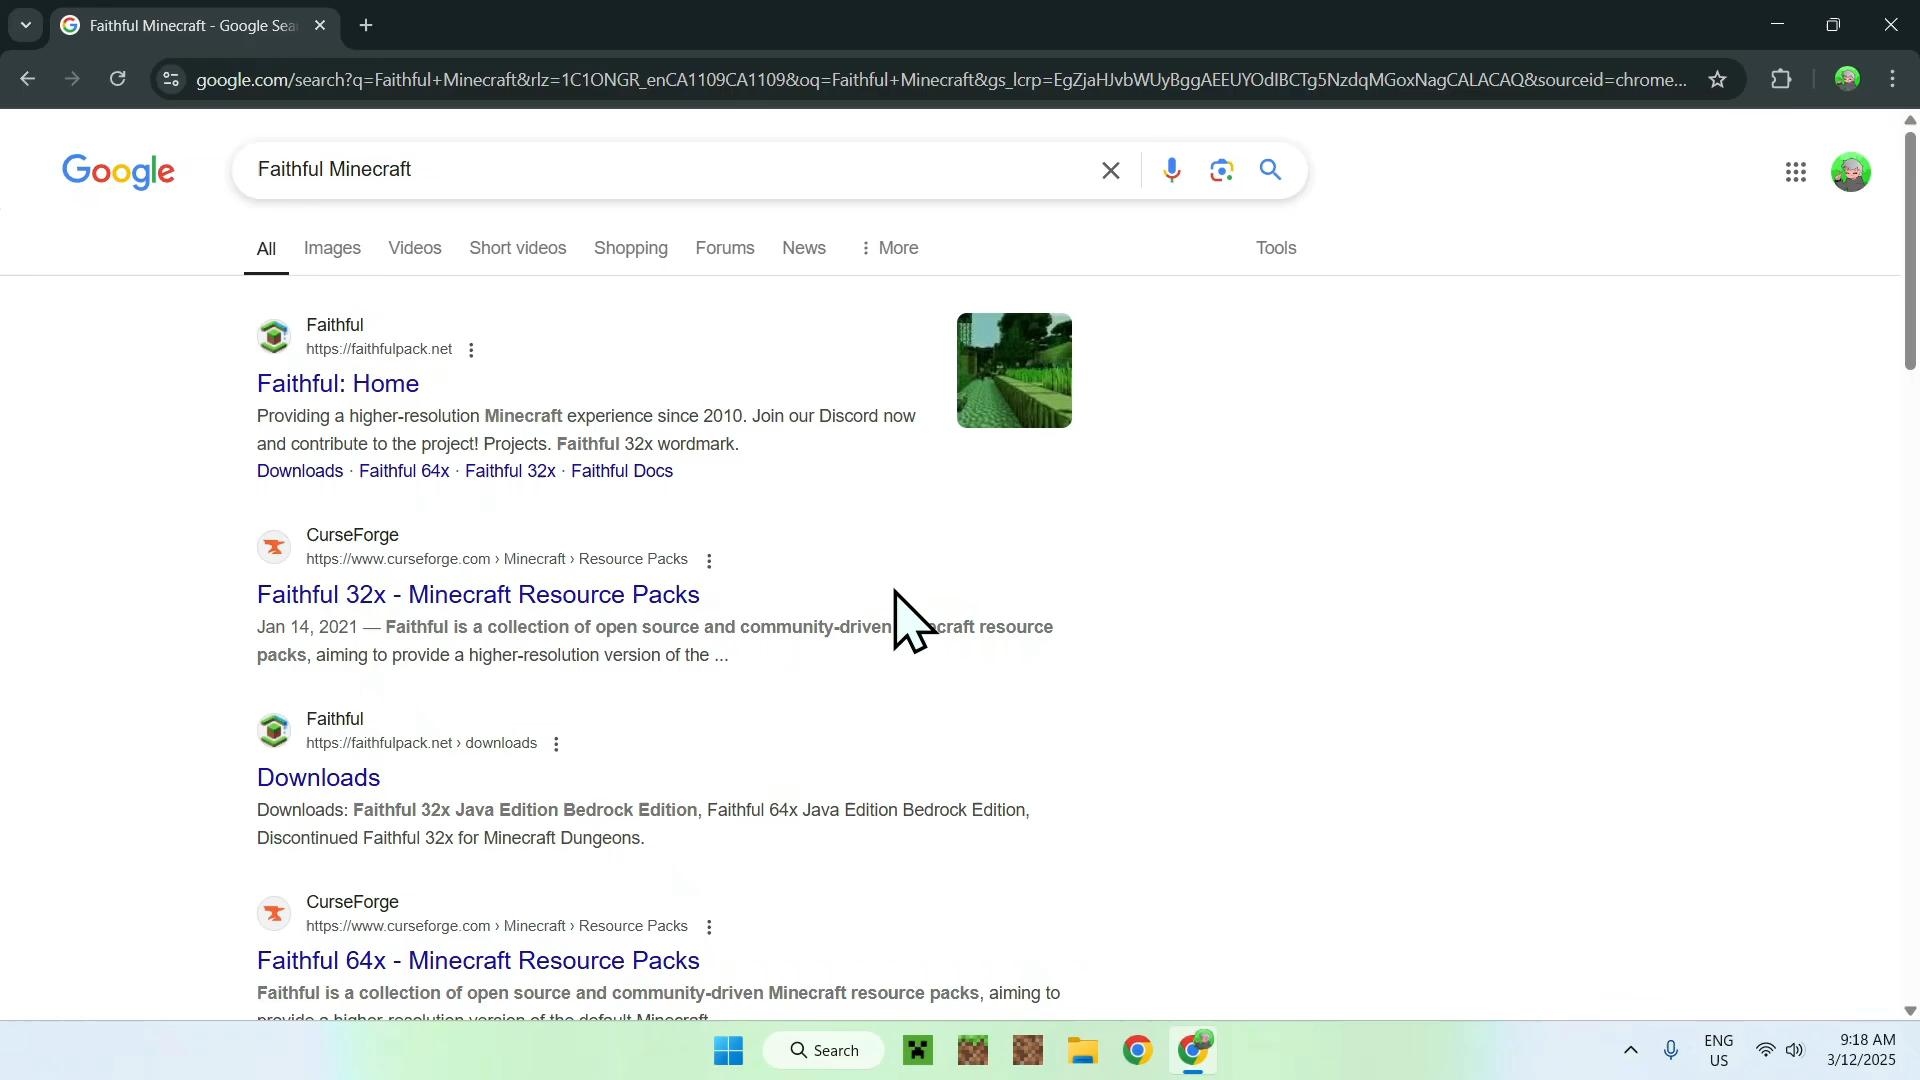 Faithful Minecraft - Google Sea
google.com/search?q=Faithful+Minecraft&rlz=1C1ONGR_enCA1109CA1109&oq=Faithful+Minecraft&gs_lcrp=EgZjaHJvbWUyBggAEEUYOdIBCTg5NzdqMGoxNagCALACAQ&sourceid=chrome...
Google
Faithful Minecraft
All Images Videos Short videos Shopping Forums News More Tools
Faithful
https://faithfulpack.net
Faithful: Home
Providing a higher-resolution Minecraft experience since 2010. Join our Discord now
and contribute to the project! Projects. Faithful 32x wordmark.
Downloads · Faithful 64x · Faithful 32x · Faithful Docs
CurseForge
https://www.curseforge.com › Minecraft › Resource Packs
Faithful 32x - Minecraft Resource Packs
Jan 14, 2021 — Faithful is a collection of open source and community-driven craft resource
packs, aiming to provide a higher-resolution version of the ...
Faithful
https://faithfulpack.net › downloads
Downloads
Downloads: Faithful 32x Java Edition Bedrock Edition, Faithful 64x Java Edition Bedrock Edition,
Discontinued Faithful 32x for Minecraft Dungeons.
CurseForge
https://www.curseforge.com › Minecraft › Resource Packs
Faithful 64x - Minecraft Resource Packs
Faithful is a collection of open source and community-driven Minecraft resource packs, aiming to
provide a higher-resolution version of the default Minecraft
Search
ENG
US
9:18 AM
3/12/2025